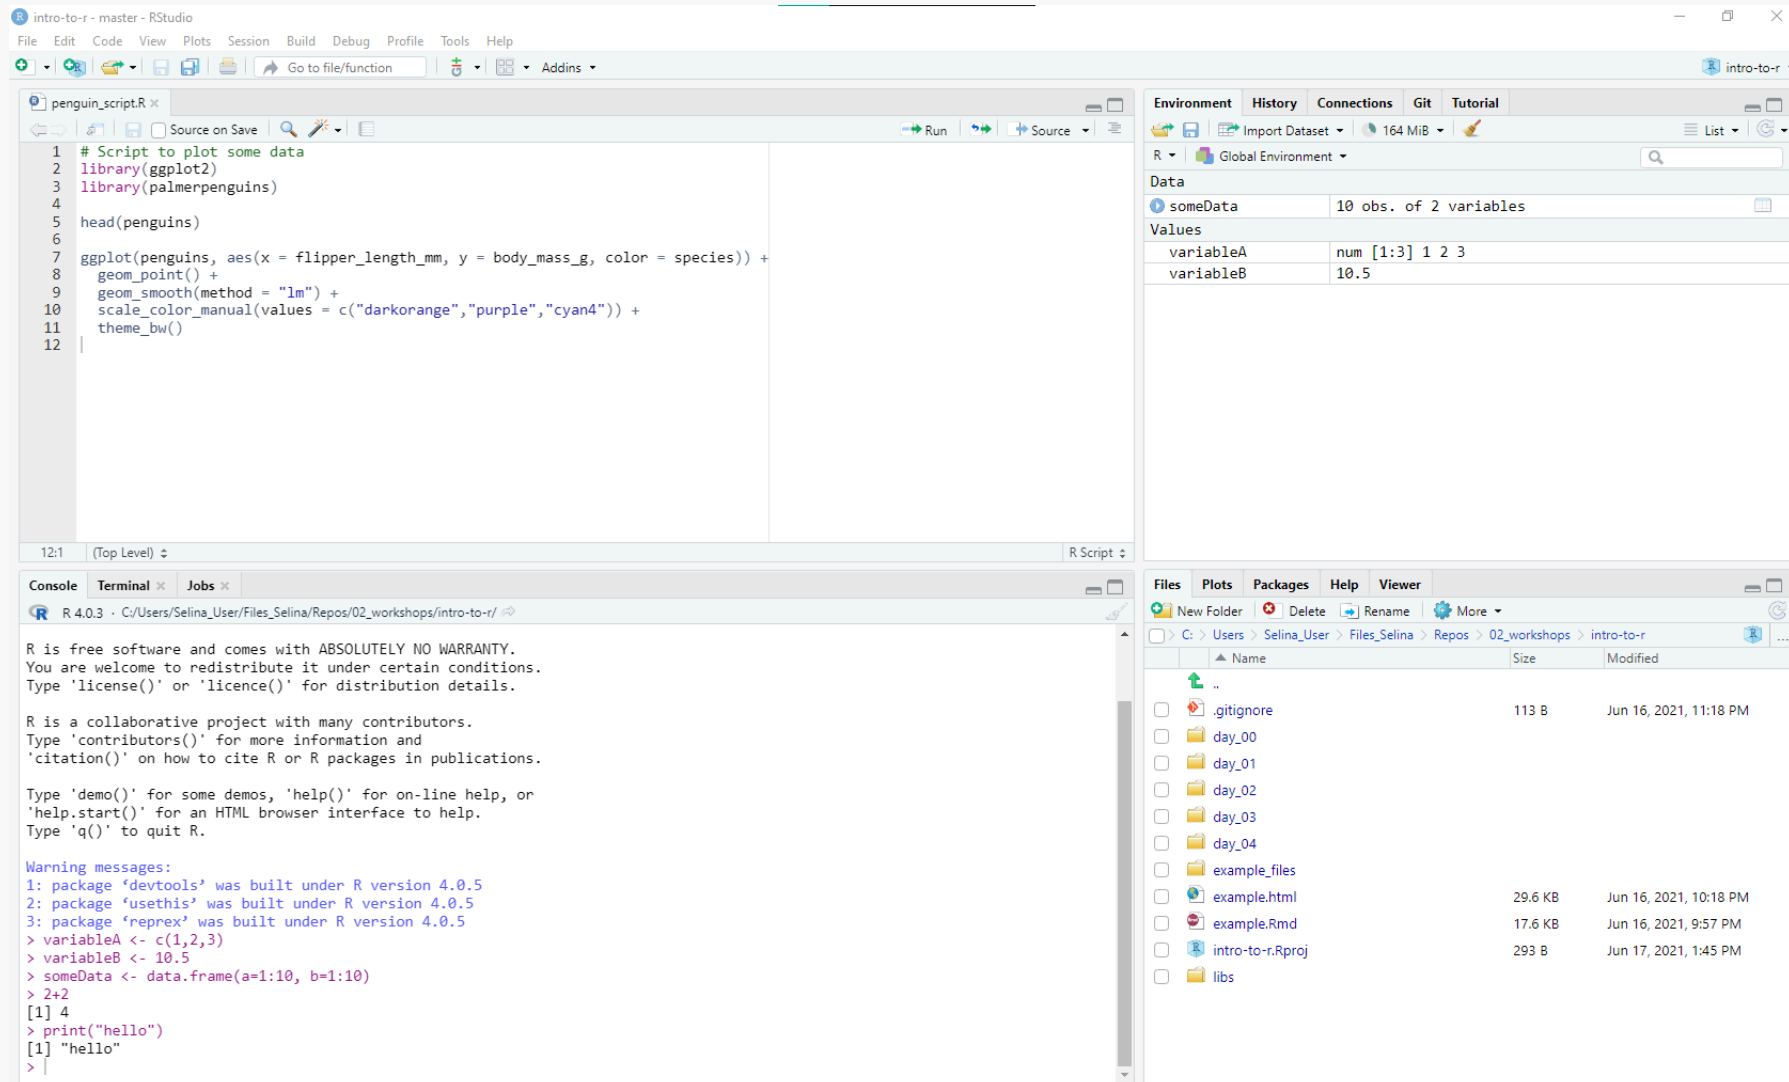 intro-to-r - master - RStudio
File Edit Code View Plots Session Build Debug Profile Tools Help
Go to file/function Addins intro-to-r
penguin_script.R
Source on Save Run Source
1 # Script to plot some data
2 library(ggplot2)
3 library(palmerpenguins)
4
5 head(penguins)
6
7 ggplot(penguins, aes(x = flipper_length_mm, y = body_mass_g, color = species)) +
8 geom_point() +
9 geom_smooth(method = "lm") +
10 scale_color_manual(values = c("darkorange","purple","cyan4")) +
11 theme_bw()
12
12:1 (Top Level) R Script
Console Terminal Jobs
R 4.0.3 · C:/Users/Selina_User/Files_Selina/Repos/02_workshops/intro-to-r/
R is free software and comes with ABSOLUTELY NO WARRANTY.
You are welcome to redistribute it under certain conditions.
Type 'license()' or 'licence()' for distribution details.
R is a collaborative project with many contributors.
Type 'contributors()' for more information and
'citation()' on how to cite R or R packages in publications.
Type 'demo()' for some demos, 'help()' for on-line help, or
'help.start()' for an HTML browser interface to help.
Type 'q()' to quit R.
Warning messages:
1: package ‘devtools’ was built under R version 4.0.5
2: package ‘usethis’ was built under R version 4.0.5
3: package ‘reprex’ was built under R version 4.0.5
> variableA <- c(1,2,3)
> variableB <- 10.5
> someData <- data.frame(a=1:10, b=1:10)
> 2+2
[1] 4
> print("hello")
[1] "hello"
>
Environment History Connections Git Tutorial
Import Dataset 164 MiB List
R Global Environment
Data
someData 10 obs. of 2 variables
Values
variableA num [1:3] 1 2 3
variableB 10.5
Files Plots Packages Help Viewer
New Folder Delete Rename More
C: > Users > Selina_User > Files_Selina > Repos > 02_workshops > intro-to-r ...
Name Size Modified
..
.gitignore 113 B Jun 16, 2021, 11:18 PM
day_00
day_01
day_02
day_03
day_04
example_files
example.html 29.6 KB Jun 16, 2021, 10:18 PM
example.Rmd 17.6 KB Jun 16, 2021, 9:57 PM
intro-to-r.Rproj 293 B Jun 17, 2021, 1:45 PM
libs